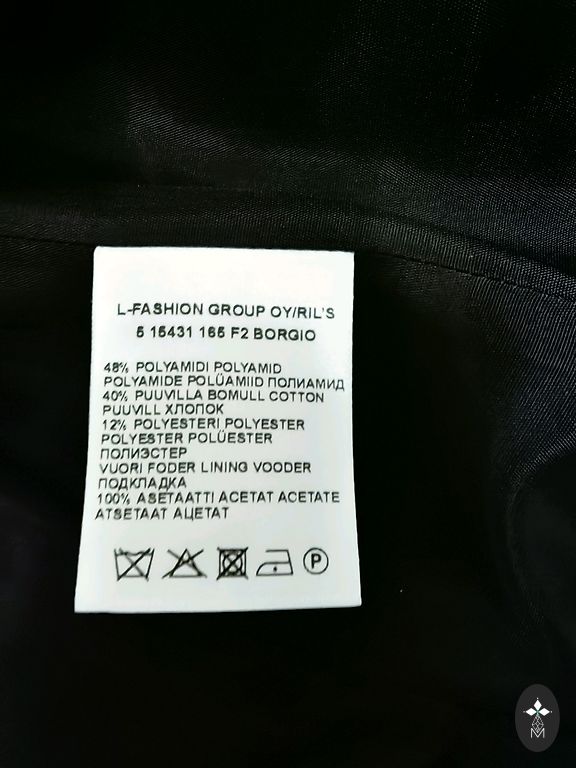 L-FASHION GROUP OY/RIL'S
5 15431 165 F2 BORGIO
48% POLYAMIDI POLYAMID
POLYAMIDE POLÜAMIID ПОЛИАМИД
40% PUUVILLA BOMULL COTTON
PUUVILL ХЛОПОК
12% POLYESTERI POLYESTER
POLYESTER POLÜESTER
ПОЛИЭСТЕР
VUORI FODER LINING VOODER
ПОДКЛАДКА
100% ASETAATTI ACETAT ACETATE
ATSETAAT АЦЕТАТ
P
M